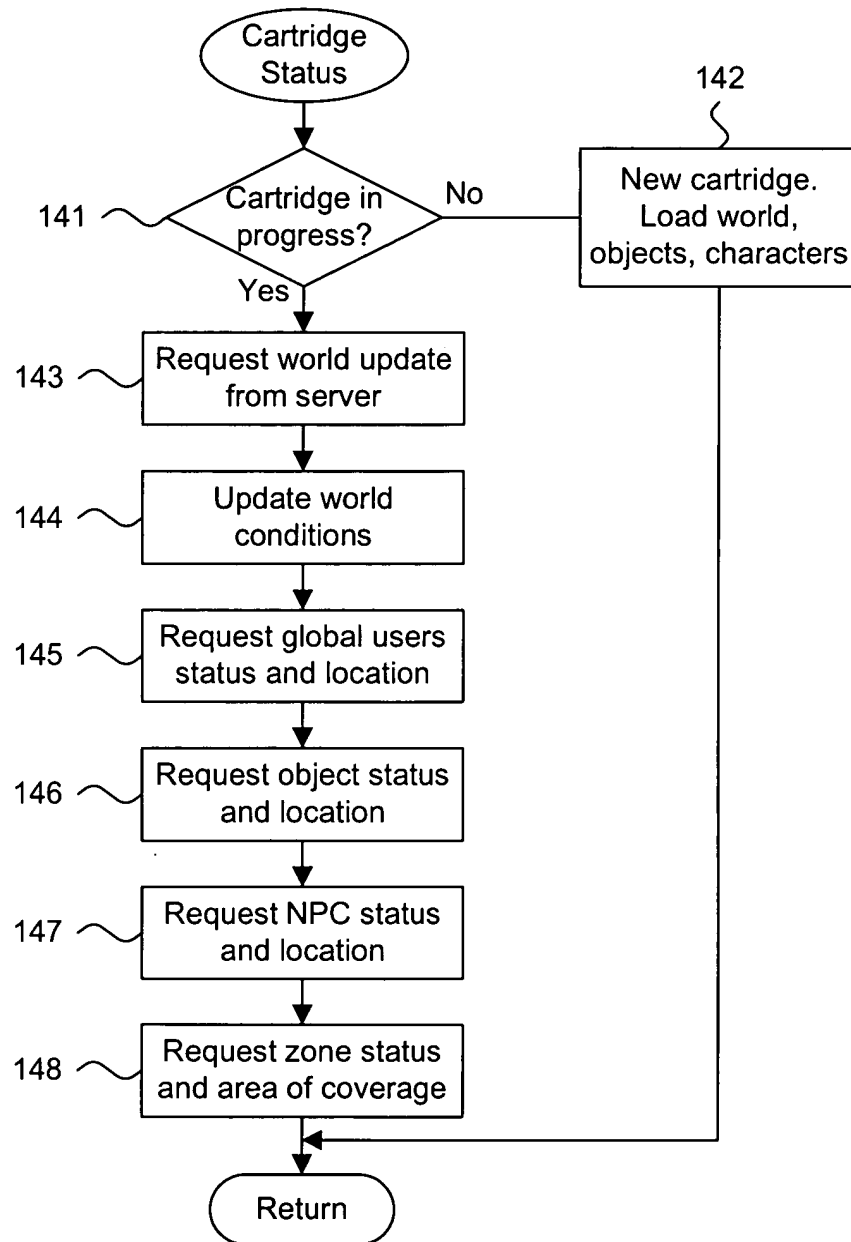 Cartridge
Status
142
141
Cartridge in
progress?
No
New cartridge.
Load world,
objects, characters
Yes
143
Request world update
from server
144
Update world
conditions
145
Request global users
status and location
146
Request object status
and location
147
Request NPC status
and location
148
Request zone status
and area of coverage
Return